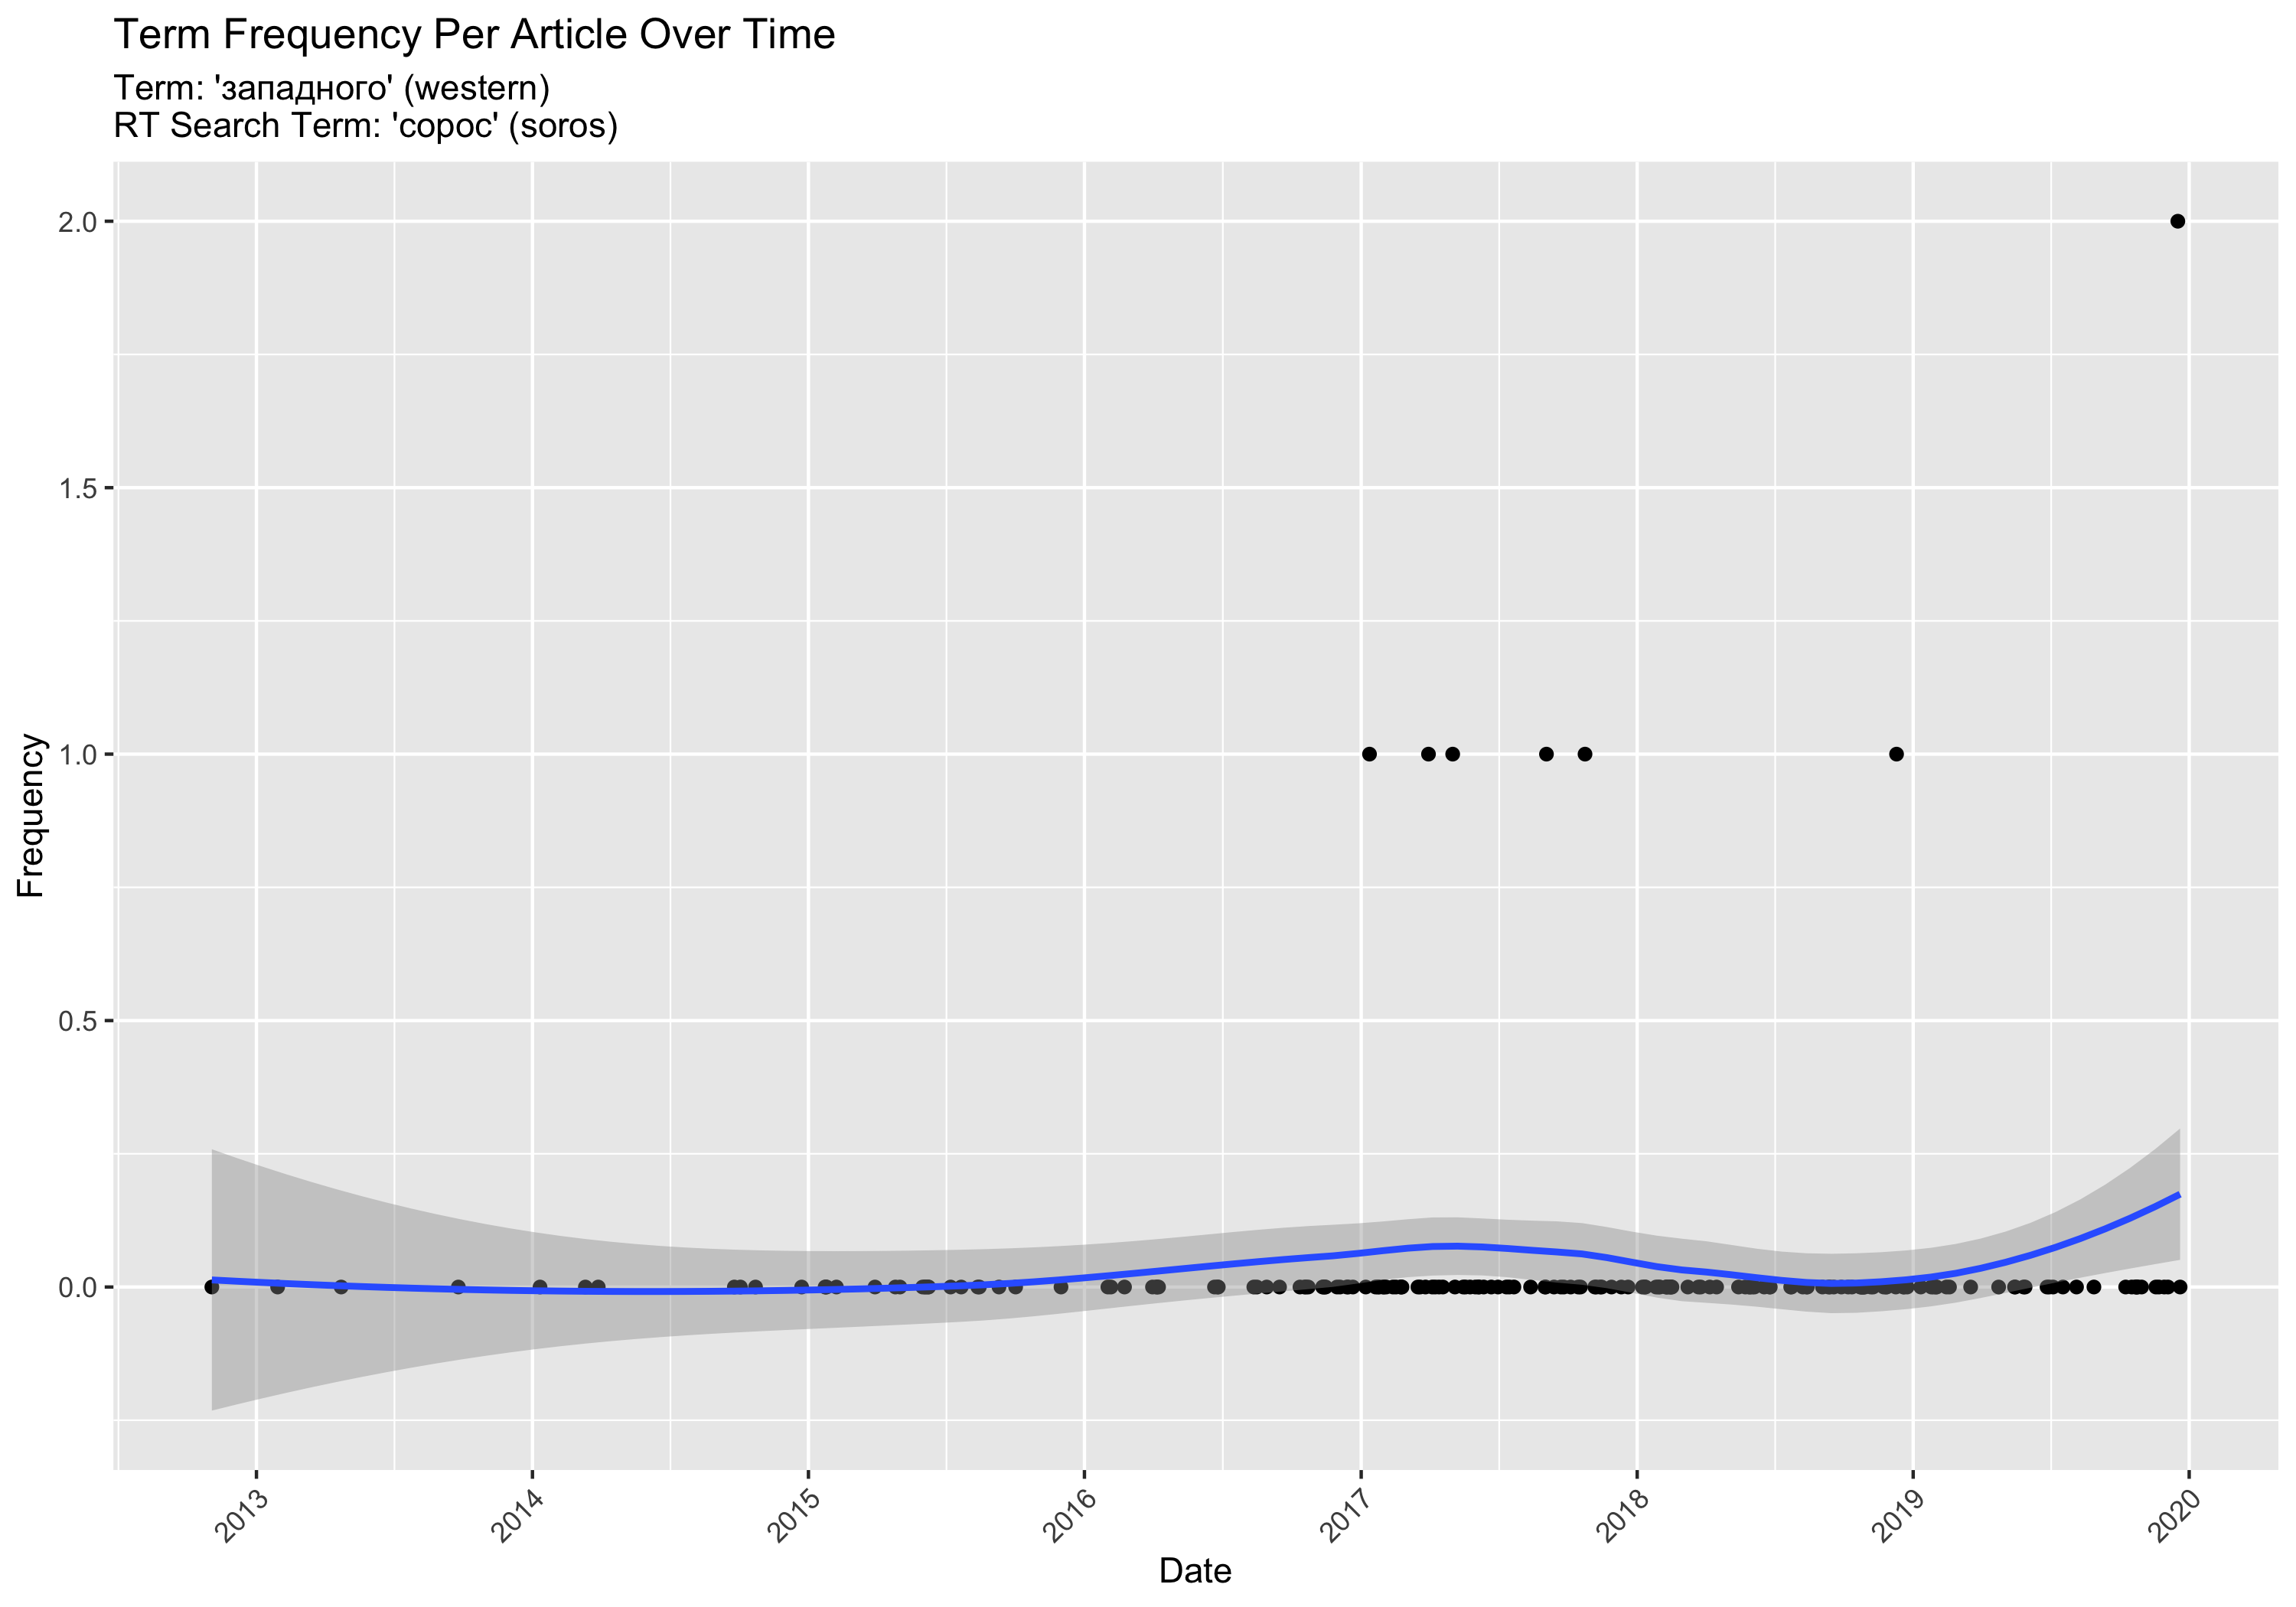 Term Frequency Per Article Over Time
Term: 'западного' (western)
RT Search Term: 'сорос' (soros)
2.0
1.5
1.0
0.5
0.0
Frequency
2013
2014
2015
2016
2017
2018
2019
2020
Date